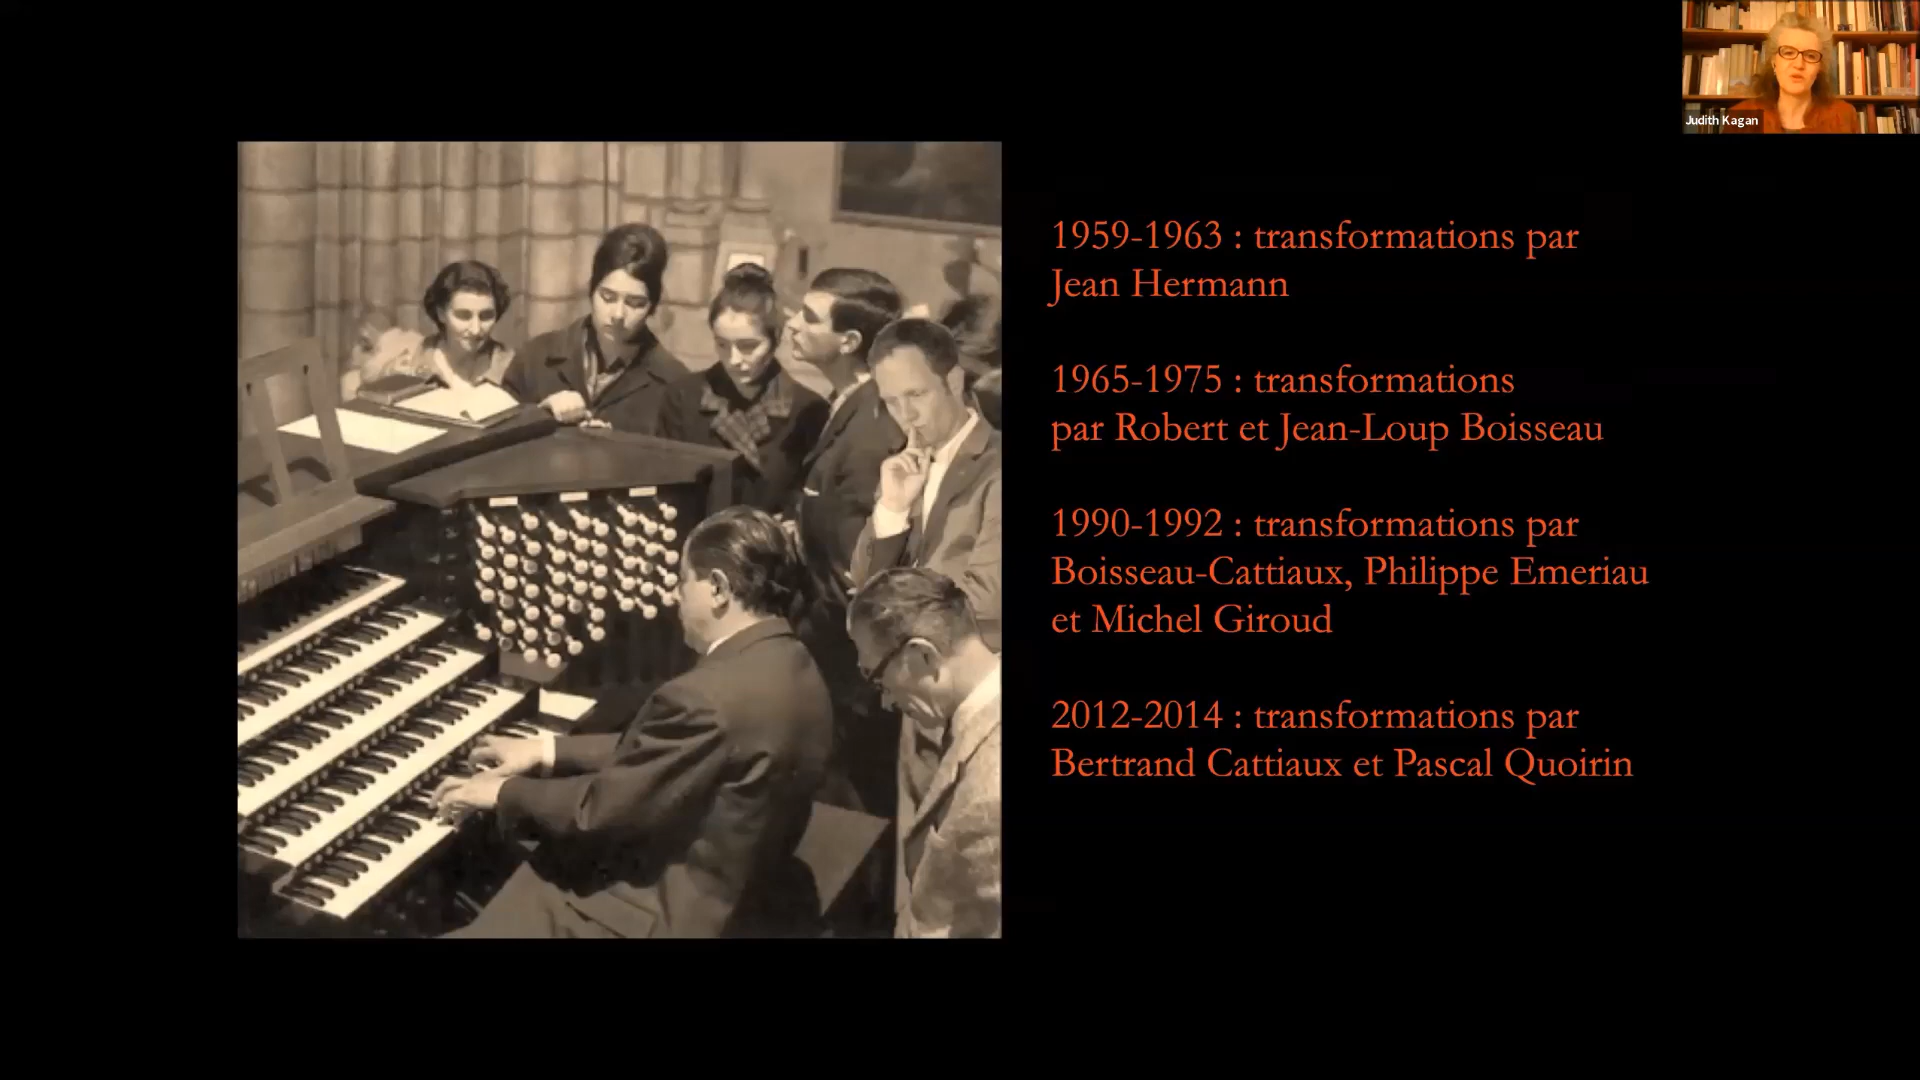 Judith Kagan
1959-1963 : transformations par
Jean Hermann
1965-1975 : transformations
par Robert et Jean-Loup Boisseau
1990-1992 : transformations par
Boisseau-Cattiaux, Philippe Emeriau
et Michel Giroud
2012-2014 : transformations par
Bertrand Cattiaux et Pascal Quoirin